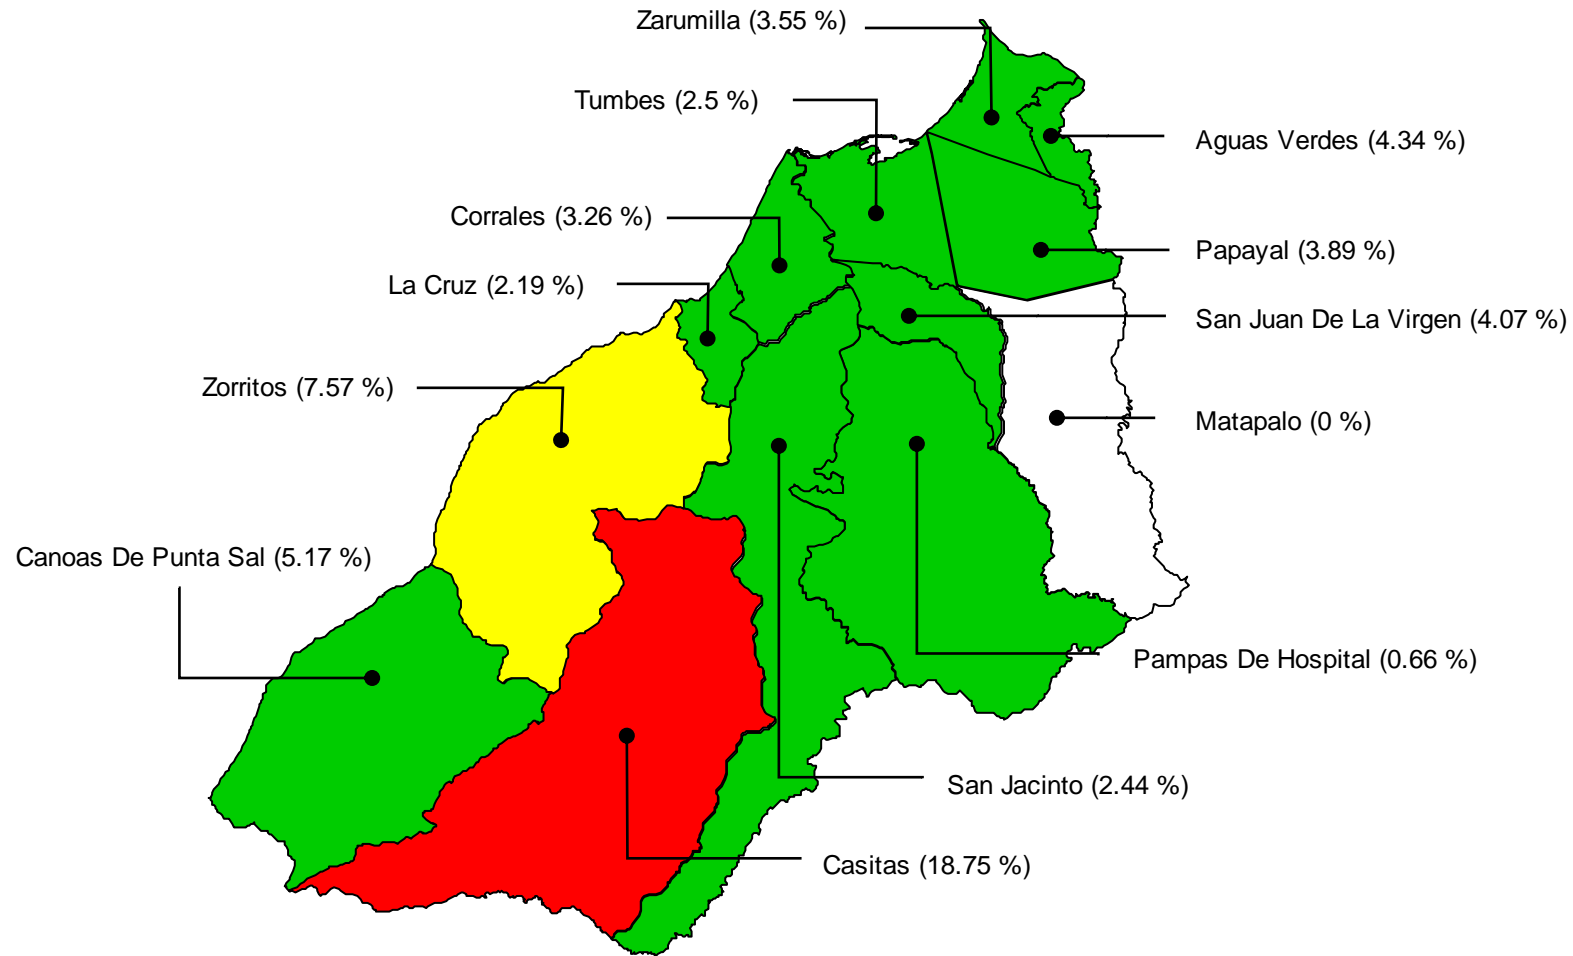 Zarumilla (3.55 %)
Tumbes (2.5 %)
Aguas Verdes (4.34 %)
Corrales (3.26 %)
Papayal (3.89 %)
La Cruz (2.19 %)
San Juan De La Virgen (4.07 %)
Zorritos (7.57 %)
Matapalo (0 %)
Canoas De Punta Sal (5.17 %)
Pampas De Hospital (0.66 %)
San Jacinto (2.44 %)
Casitas (18.75 %)